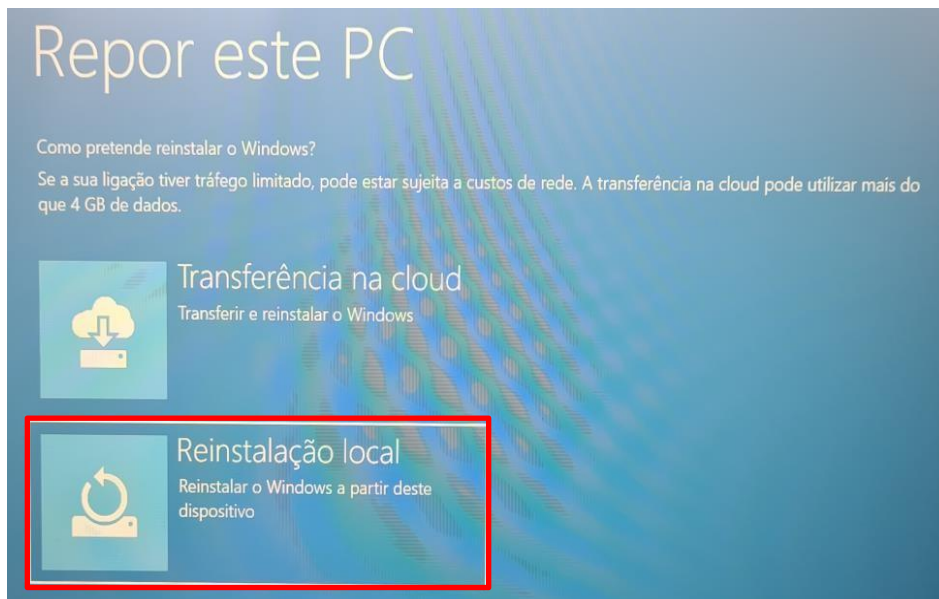 Repor este PC
Como pretende reinstalar o Windows?
Se a sua ligação tiver tráfego limitado, pode estar sujeita a custos de rede. A transferência na cloud pode utilizar mais do
que 4 GB de dados.
Transferência na cloud
Transferir e reinstalar o Windows
Reinstalação local
Reinstalar o Windows a partir deste
dispositivo